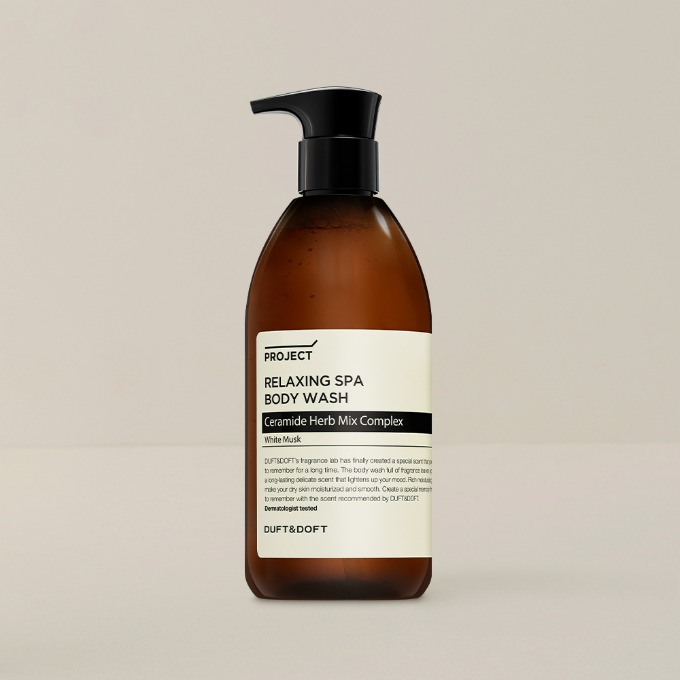 PROJECT
RELAXING SPA
BODY WASH
Ceramide Herb Mix Complex
White Musk
DUFT&DOFT's fragrance lab has finally created a special scent that
to remember for a long time. The body wash full of fragrance
a long-lasting delicate scent that lightens up your mood. Rich
make your dry skin moisturized and smooth. Create a special
to remember with the scent recommended by DUFT&DOFT.
Dermatologist tested
DUFT&DOFT